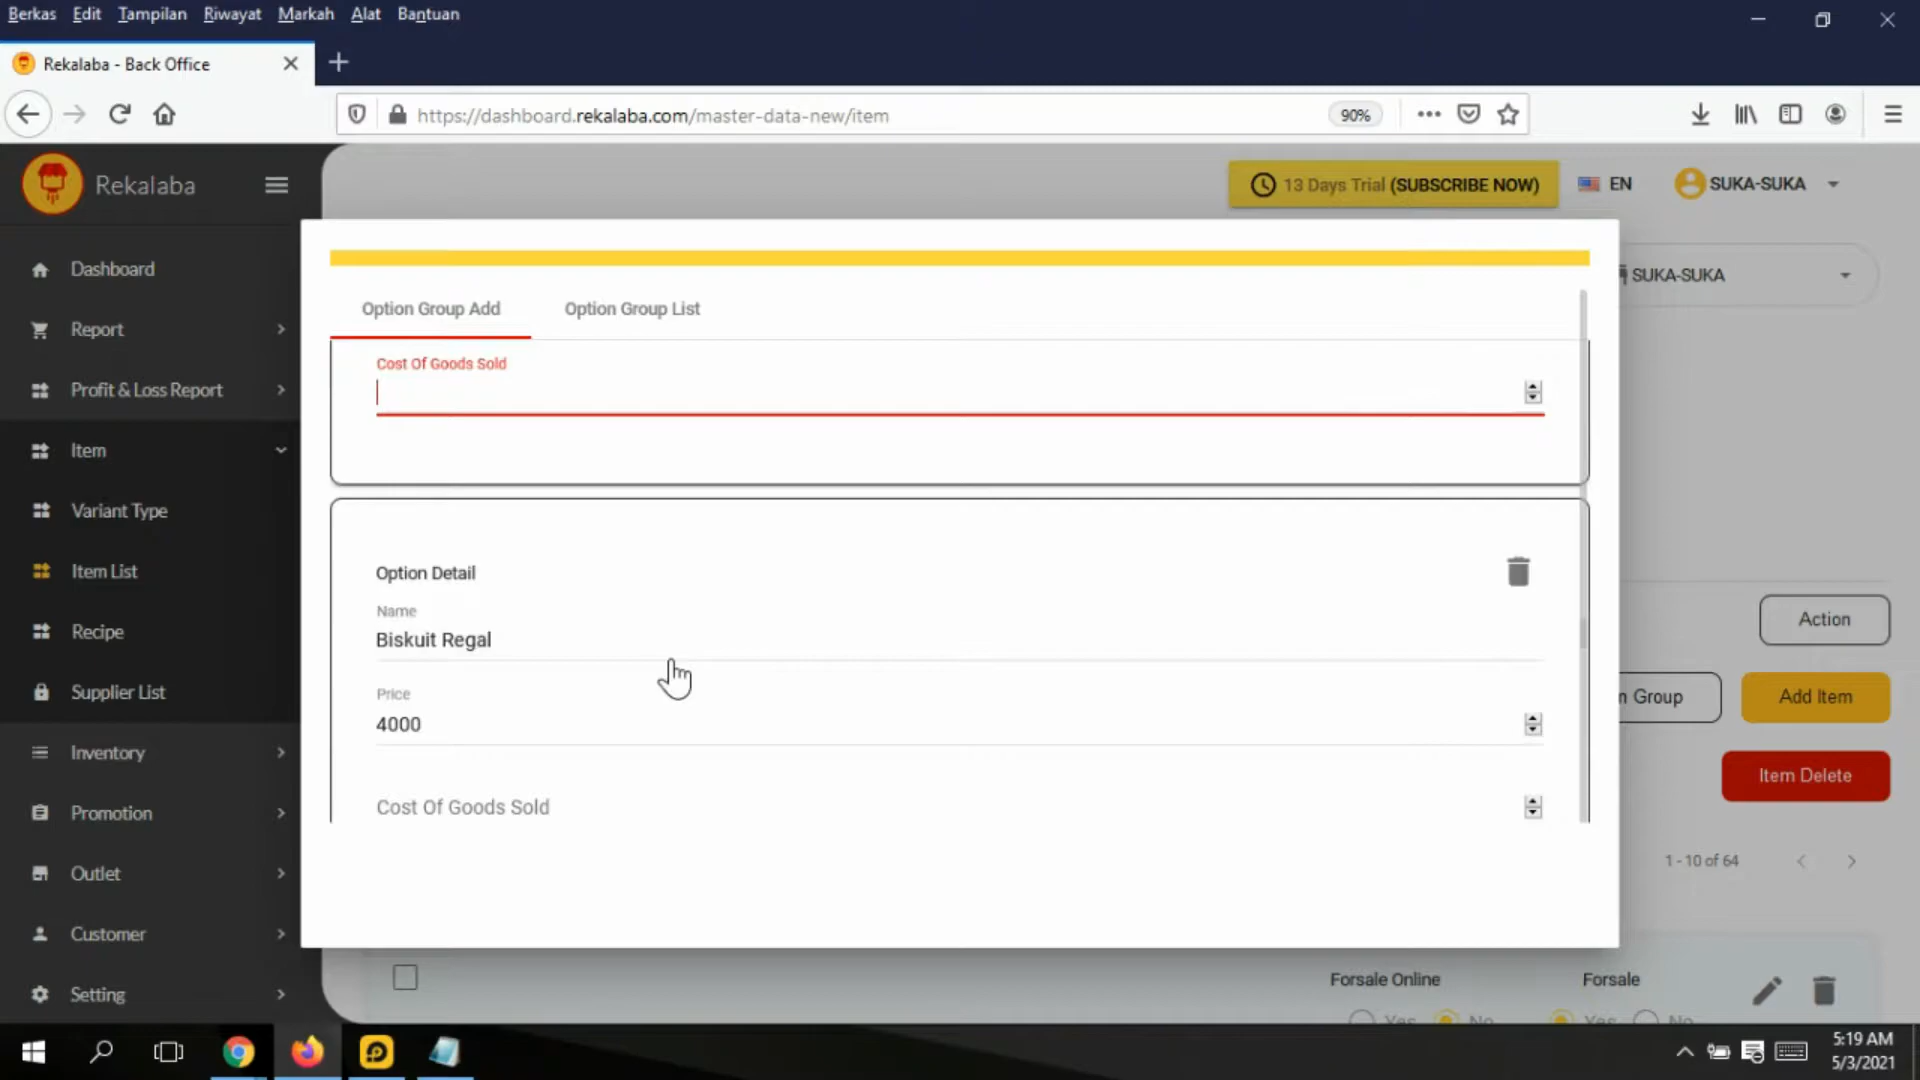 Berkas Edit Tampilan Riwayat Markah Alat Bantuan
Rekalaba - Back Office
https://dashboard.rekalaba.com/master-data-new/item 90%
Rekalaba
13 Days Trial (SUBSCRIBE NOW) EN SUKA-SUKA
Dashboard
Report
Profit & Loss Report
Item
Variant Type
Item List
Recipe
Supplier List
Inventory
Promotion
Outlet
Customer
Setting
SUKA-SUKA
Option Group Add Option Group List
Cost Of Goods Sold
Option Detail
Name
Biskuit Regal
Price
4000
Cost Of Goods Sold
Action
Group Add Item
Item Delete
1 - 10 of 64
Forsale Online Forsale
Yes No Yes No
5:19 AM
5/3/2021